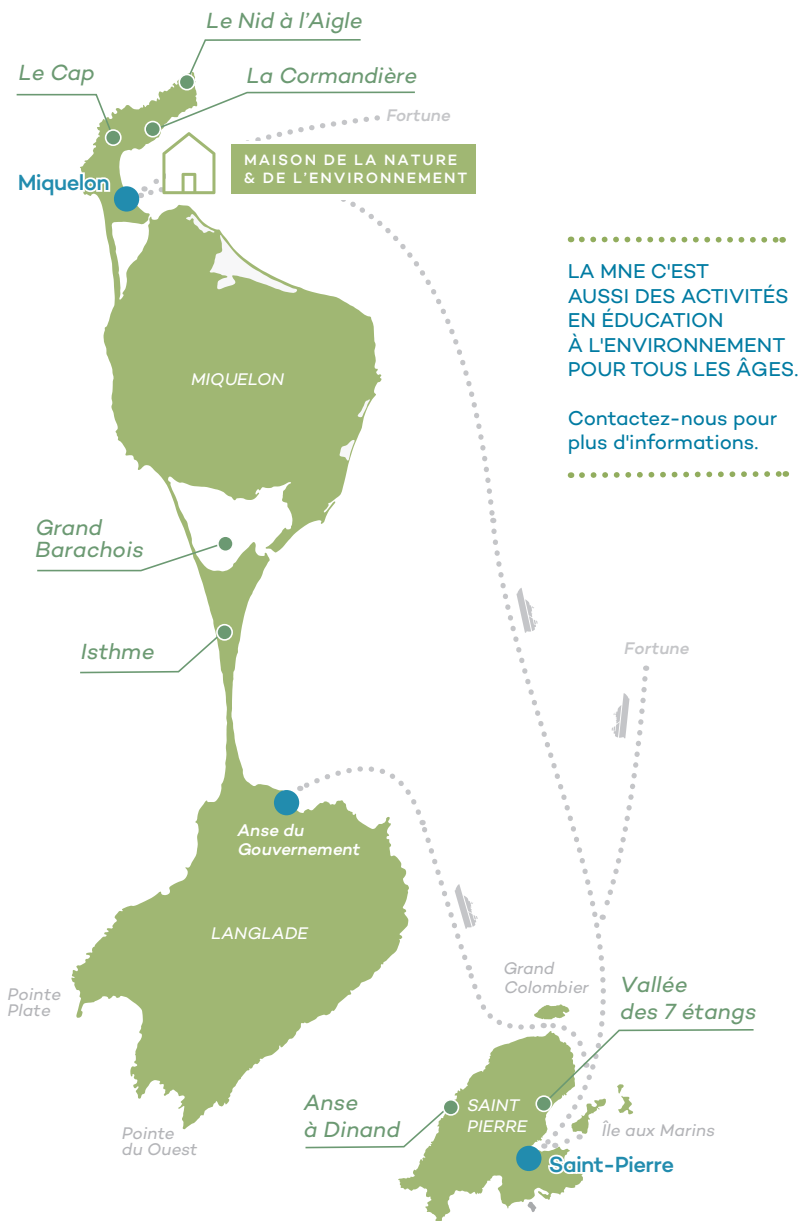 Le Nid à l'Aigle
Le Cap
La Cormandière
Fortune
MAISON DE LA NATURE
& DE L'ENVIRONNEMENT
Miquelon
LA MNE C'EST
AUSSI DES ACTIVITÉS
EN ÉDUCATION
À L'ENVIRONNEMENT
POUR TOUS LES ÂGES.
Contactez-nous pour
plus d'informations.
MIQUELON
Grand
Barachois
Isthme
Fortune
Anse du
Gouvernement
LANGLADE
Pointe
Plate
Grand
Colombier
Vallée
des 7 étangs
Anse
à Dinand
SAINT
PIERRE
Île aux Marins
Pointe
du Ouest
Saint-Pierre